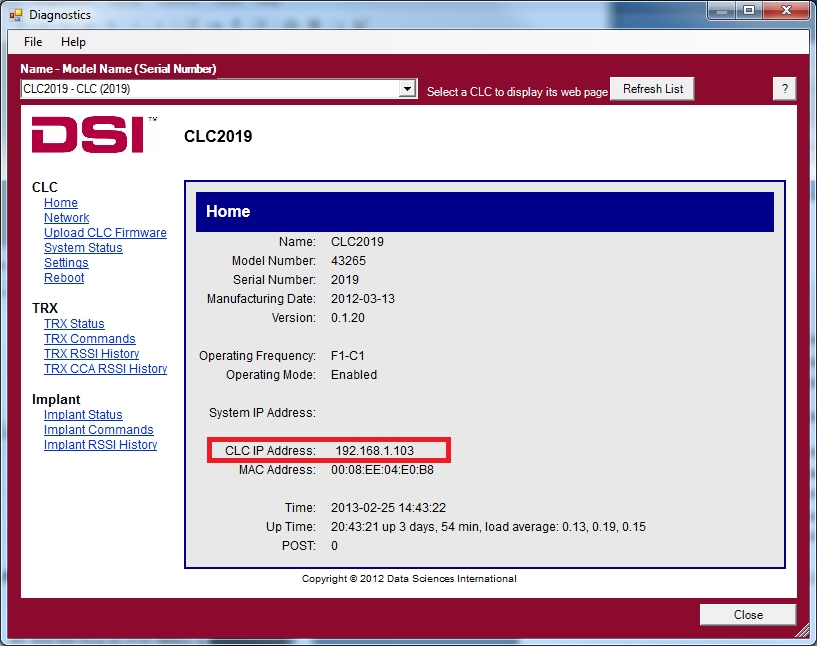 Diagnostics
File Help
Name - Model Name (Serial Number)
CLC2019 - CLC (2019)
Select a CLC to display its web page
Refresh List
?
DSI™
CLC2019
CLC
Home
Network
Upload CLC Firmware
System Status
Settings
Reboot
TRX
TRX Status
TRX Commands
TRX RSSI History
TRX CCA RSSI History
Implant
Implant Status
Implant Commands
Implant RSSI History
Home
Name: CLC2019
Model Number: 43265
Serial Number: 2019
Manufacturing Date: 2012-03-13
Version: 0.1.20
Operating Frequency: F1-C1
Operating Mode: Enabled
System IP Address:
CLC IP Address: 192.168.1.103
MAC Address: 00:08:EE:04:E0:B8
Time: 2013-02-25 14:43:22
Up Time: 20:43:21 up 3 days, 54 min, load average: 0.13, 0.19, 0.15
POST: 0
Copyright © 2012 Data Sciences International
Close